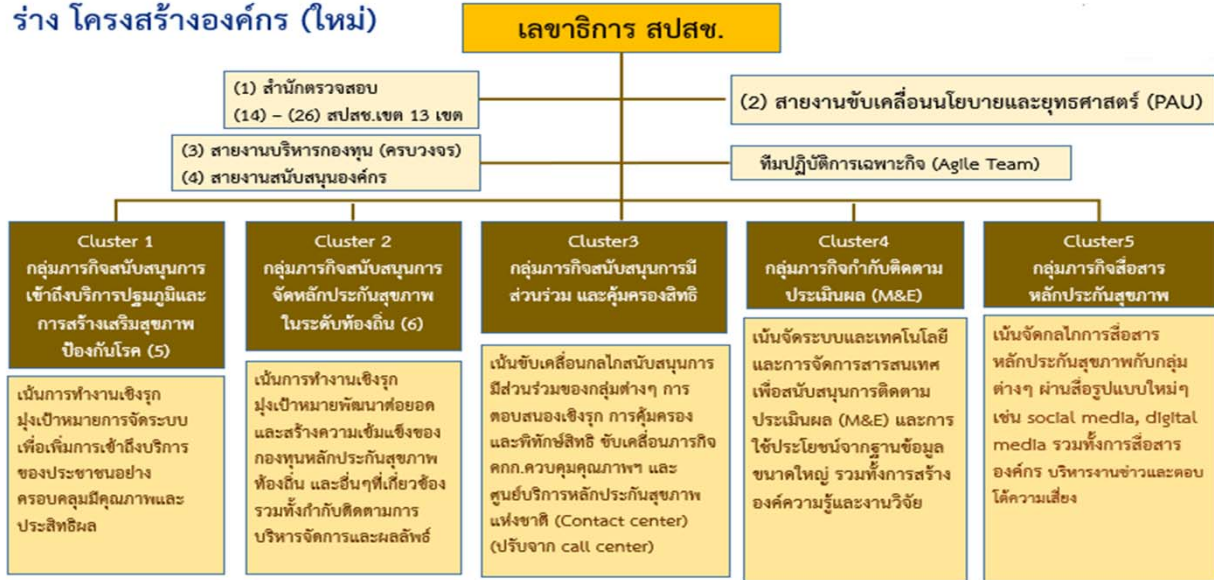 ร่าง โครงสร้างองค์กร (ใหม่)
เลขาธิการ สปสช.
(1) สำนักตรวจสอบ
(14) – (26) สปสช.เขต 13 เขต
(2) สายงานขับเคลื่อนนโยบายและยุทธศาสตร์ (PAU)
(3) สายงานบริหารกองทุน (ครบวงจร)
(4) สายงานสนับสนุนองค์กร
ทีมปฏิบัติการเฉพาะกิจ (Agile Team)
Cluster 1
กลุ่มภารกิจสนับสนุนการ
เข้าถึงบริการปฐมภูมิและ
การสร้างเสริมสุขภาพ
ป้องกันโรค (5)
เน้นการทำงานเชิงรุก
มุ่งเป้าหมายการจัดระบบ
เพื่อเพิ่มการเข้าถึงบริการ
ของประชาชนอย่าง
ครอบคลุมมีคุณภาพและ
ประสิทธิผล
Cluster 2
กลุ่มภารกิจสนับสนุนการ
จัดหลักประกันสุขภาพ
ในระดับท้องถิ่น (6)
เน้นการทำงานเชิงรุก
มุ่งเป้าหมายพัฒนาต่อยอด
และสร้างความเข้มแข็งของ
กองทุนหลักประกันสุขภาพ
ท้องถิ่น และอื่นๆที่เกี่ยวข้อง
รวมทั้งกำกับติดตามการ
บริหารจัดการและผลลัพธ์
Cluster3
กลุ่มภารกิจสนับสนุนการมี
ส่วนร่วม และคุ้มครองสิทธิ
เน้นขับเคลื่อนกลไกสนับสนุนการ
มีส่วนร่วมของกลุ่มต่างๆ การ
ตอบสนองเชิงรุก การคุ้มครอง
และพิทักษ์สิทธิ ขับเคลื่อนภารกิจ
คกก.ควบคุมคุณภาพฯ และ
ศูนย์บริการหลักประกันสุขภาพ
แห่งชาติ (Contact center)
(ปรับจาก call center)
Cluster4
กลุ่มภารกิจกำกับติดตาม
ประเมินผล (M&E)
เน้นจัดระบบและเทคโนโลยี
และการจัดการสารสนเทศ
เพื่อสนับสนุนการติดตาม
ประเมินผล (M&E) และการ
ใช้ประโยชน์จากฐานข้อมูล
ขนาดใหญ่ รวมทั้งการสร้าง
องค์ความรู้และงานวิจัย
Cluster5
กลุ่มภารกิจสื่อสาร
หลักประกันสุขภาพ
เน้นจัดกลไกการสื่อสาร
หลักประกันสุขภาพกับกลุ่ม
ต่างๆ ผ่านสื่อรูปแบบใหม่ๆ
เช่น social media, digital
media รวมทั้งการสื่อสาร
องค์กร บริหารงานข่าวและตอบ
โต้ความเสี่ยง